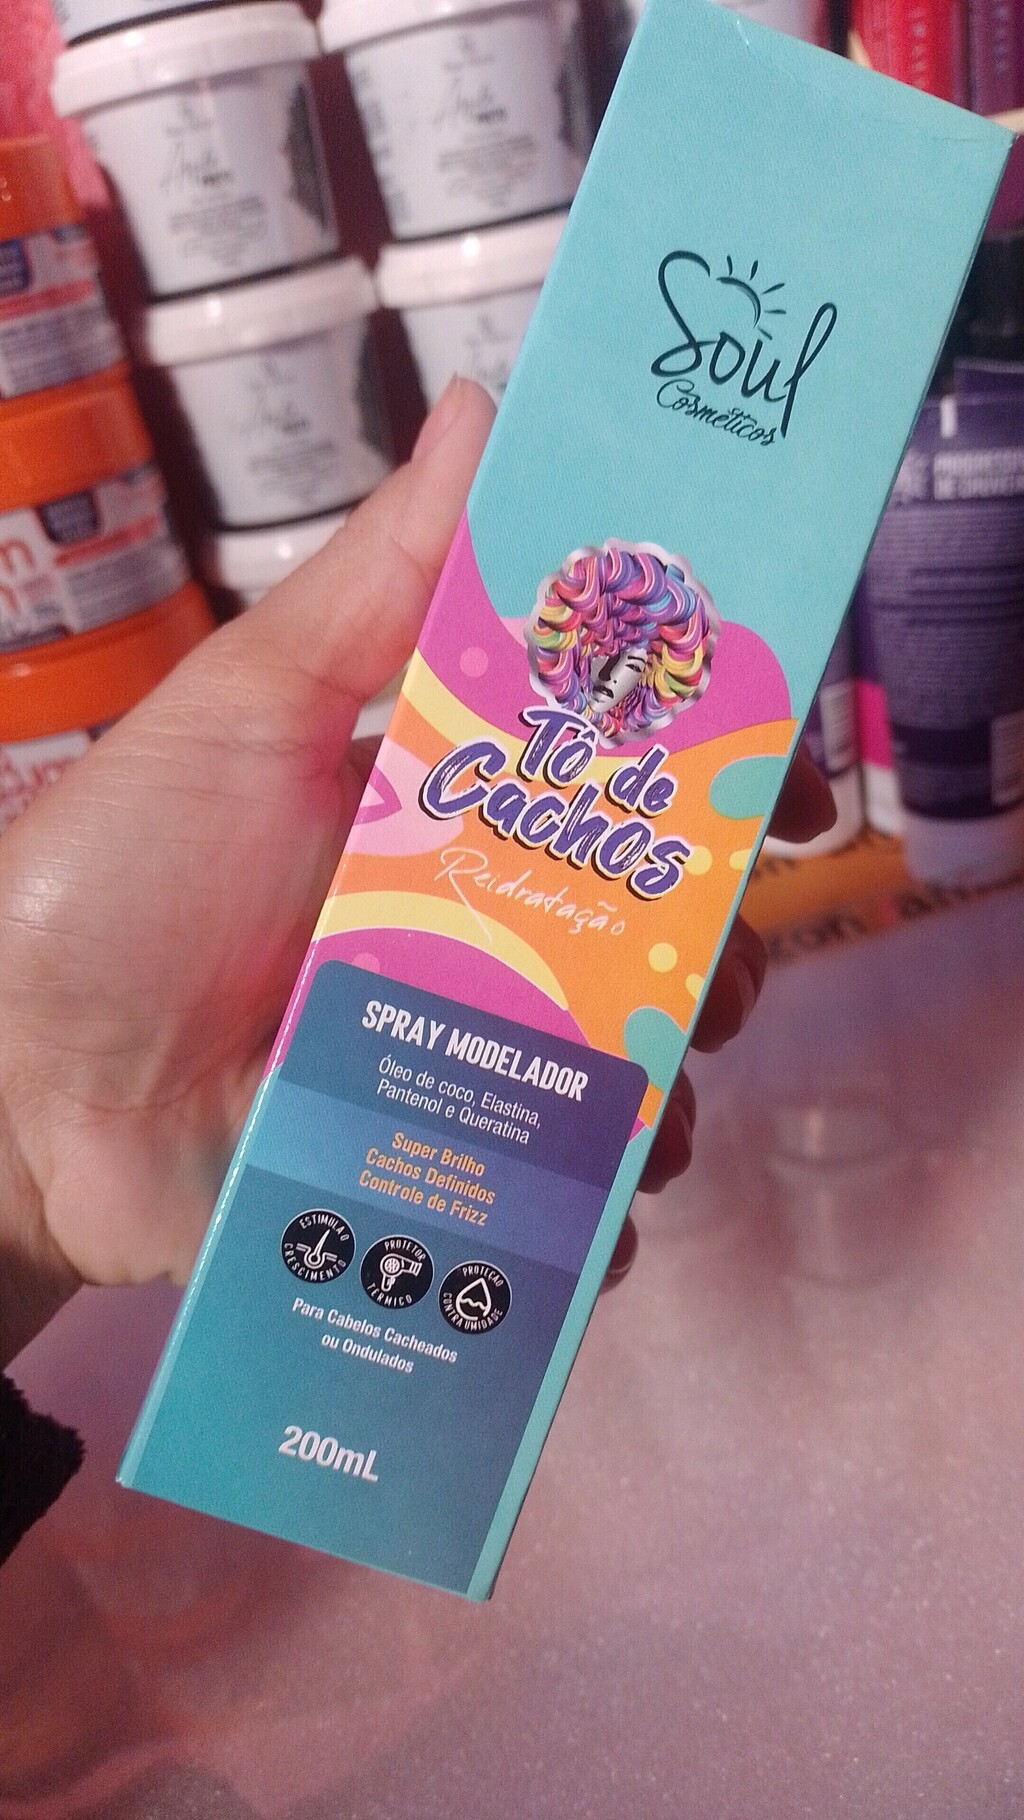 Soul
Cosméticos
Tô de
Cachos
Reidratação
SPRAY MODELADOR
Óleo de coco, Elastina,
Pantenol e Queratina
Super Brilho
Cachos Definidos
Controle de Frizz
ESTIMULA O
CRESCIMENTO
PROTETOR
TÉRMICO
PROTEÇÃO
CONTRA UMIDADE
Para Cabelos Cacheados
ou Ondulados
200mL